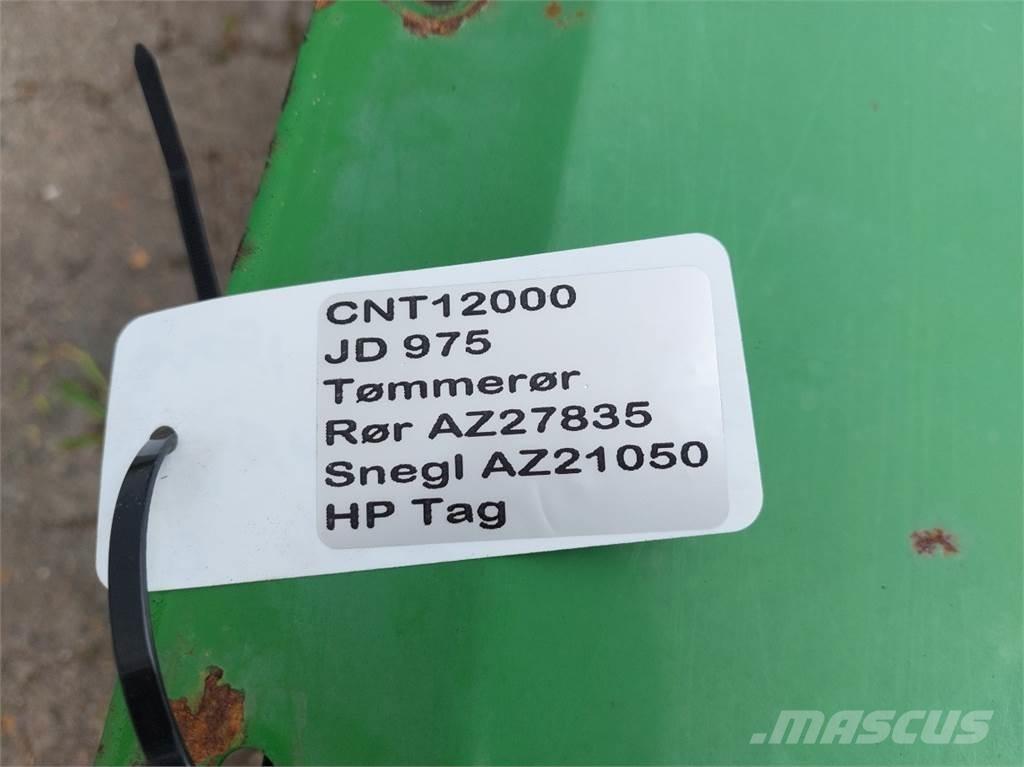 CNT12000
JD 975
Tømmerør
Rør AZ27835
Snegl AZ21050
HP Tag
MASCUS